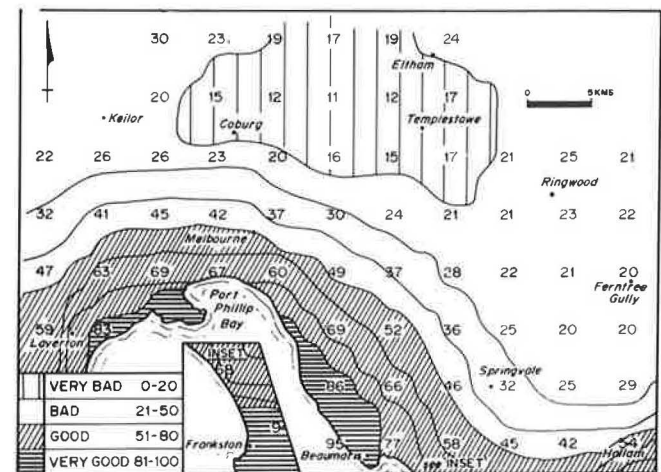 30 23 19 17 19 24
Eltham
20 15 12 11 12 17
0 5 KMS
Keilor
Coburg
Templestowe
22 26 26 23 20 16 15 17 21 25 21
Ringwood
32 41 45 42 37 30 24 21 21 23 22
Melbourne
47 63 69 67 60 49 37 28 22 21 20
Port
Phillip
Bay
Ferntree
Gully
59 83 69 52 36 25 20 20
Laverton
INSET
68
Springvale
86 66 46 32 25 29
VERY BAD 0-20
BAD 21-50
GOOD 51-80
VERY GOOD 81-100
Frankston
95 77 58 45 42 54
Beaumaris
see INSET
Hallam